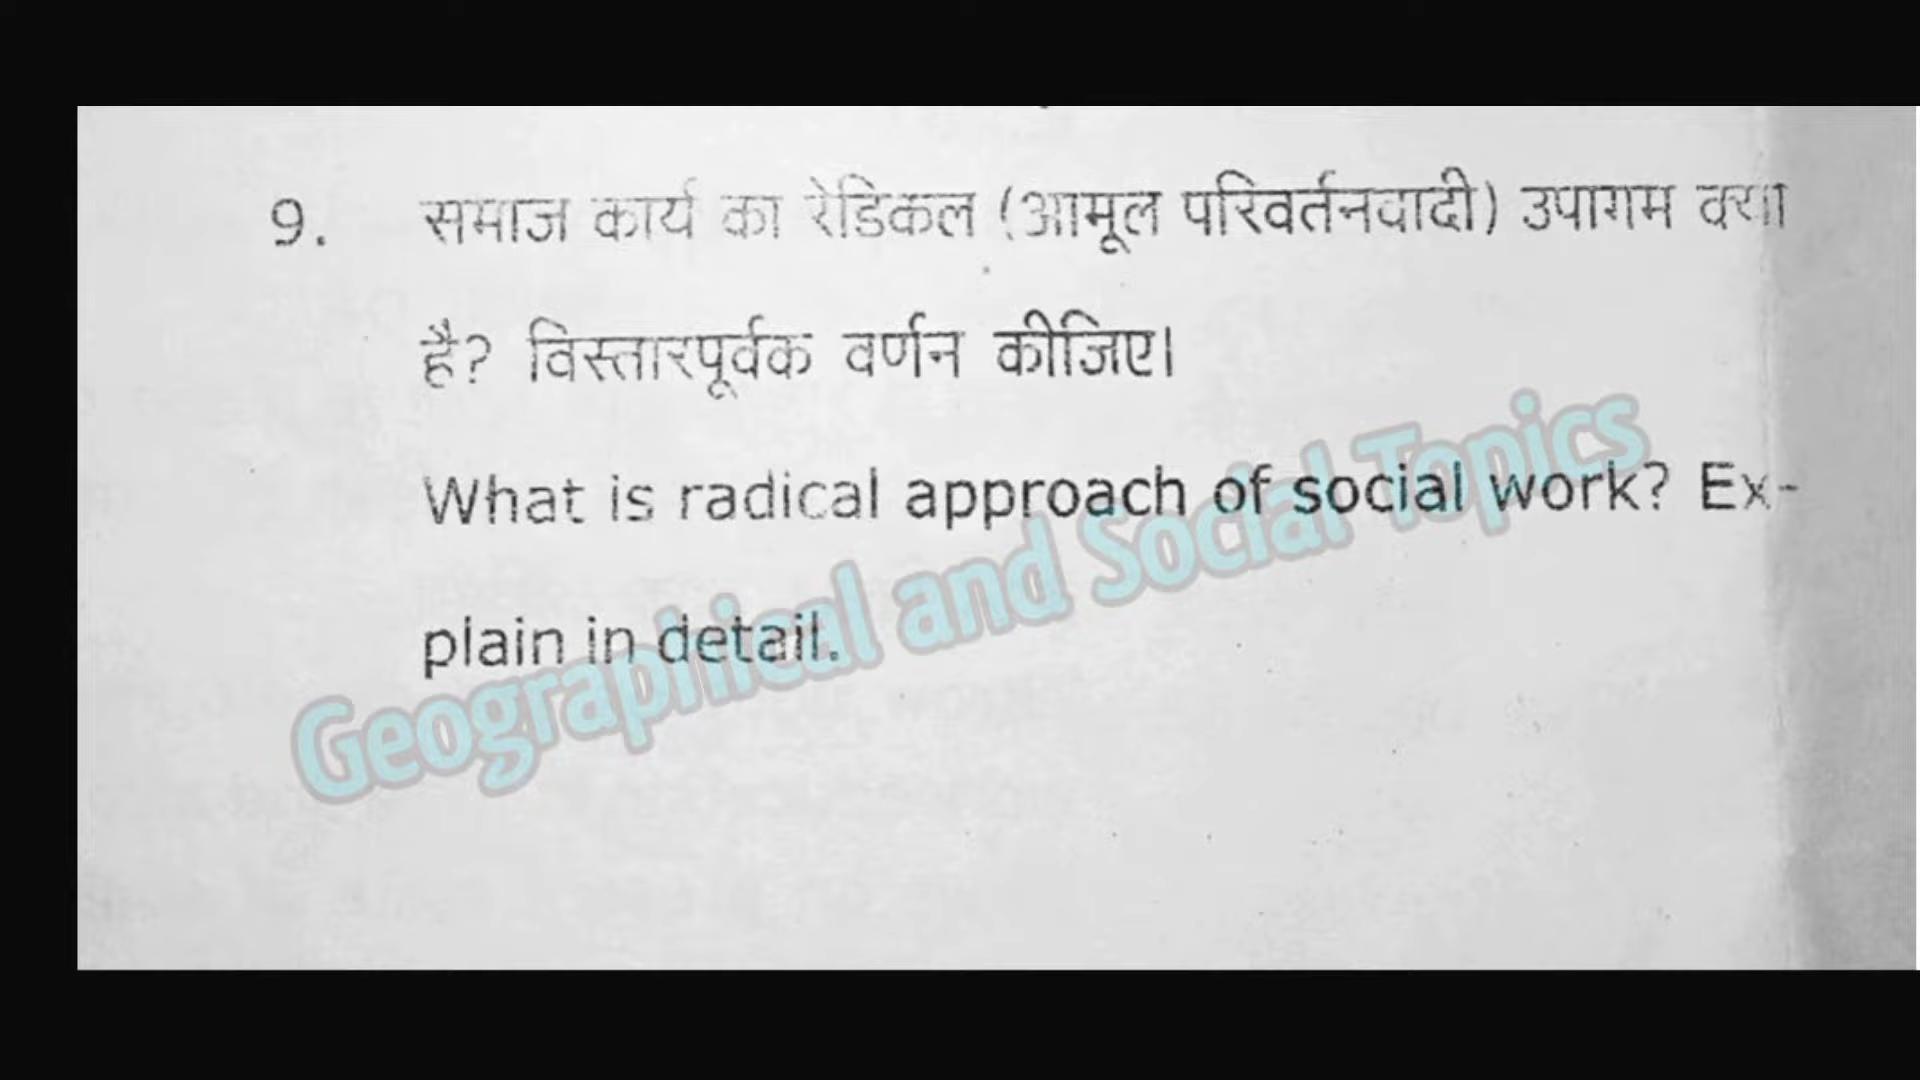 9. समाज कार्य का रेडिकल (आमूल परिवर्तनवादी) उपागम क्या
है? विस्तारपूर्वक वर्णन कीजिए।
What is radical approach of social work? Ex-
plain in detail.
Geographical and Social Topics